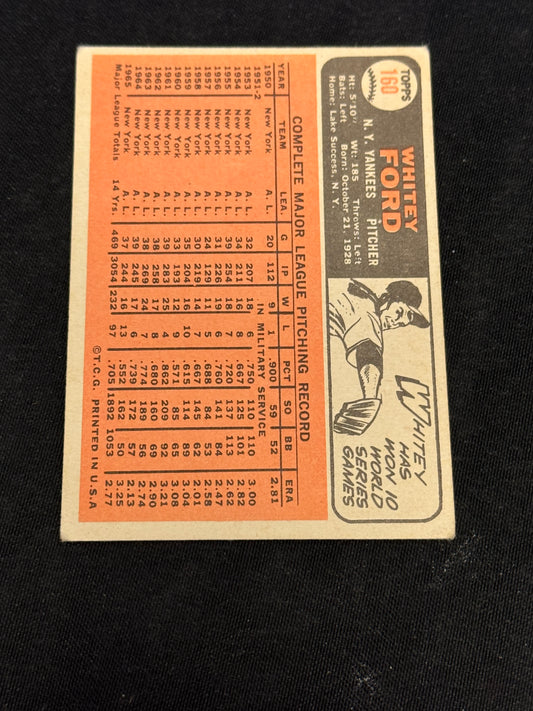 TOPPS
160
WHITEY
FORD
N. Y. YANKEES PITCHER
Ht: 5'10" Wt: 185 Throws: Left
Bats: Left Born: October 21, 1928
Home: Lake Success, N. Y.
WHITEY
HAS
WON 10
WORLD
SERIES
GAMES
COMPLETE MAJOR LEAGUE PITCHING RECORD
YEAR TEAM LEA. G IP W L PCT SO BB ERA
1950 New York A. L. 20 112 9 1 .900 59 52 2.81
1951-2 IN MILITARY SERVICE
1953 New York A. L. 32 207 18 6 .750 110 110 3.00
1954 New York A. L. 34 211 16 8 .667 125 101 2.82
1955 New York A. L. 39 254 18 7 .720 137 113 2.62
1956 New York A. L. 31 226 19 6 .760 141 84 2.47
1957 New York A. L. 24 129 11 5 .688 84 53 2.58
1958 New York A. L. 30 219 14 7 .667 145 62 2.01
1959 New York A. L. 35 204 16 10 .615 114 89 3.04
1960 New York A. L. 33 193 12 9 .571 85 65 3.08
1961 New York A. L. 39 283 25 4 .862 209 92 3.21
1962 New York A. L. 38 258 17 8 .680 160 69 2.90
1963 New York A. L. 38 269 24 7 .774 189 56 2.74
1964 New York A. L. 39 245 17 6 .739 172 57 2.13
1965 New York A. L. 37 244 16 13 .552 162 50 3.25
Major League Totals 14 Yrs. 469 3054 232 97 .705 1892 1053 2.77
© T. C. G. PRINTED IN U.S.A